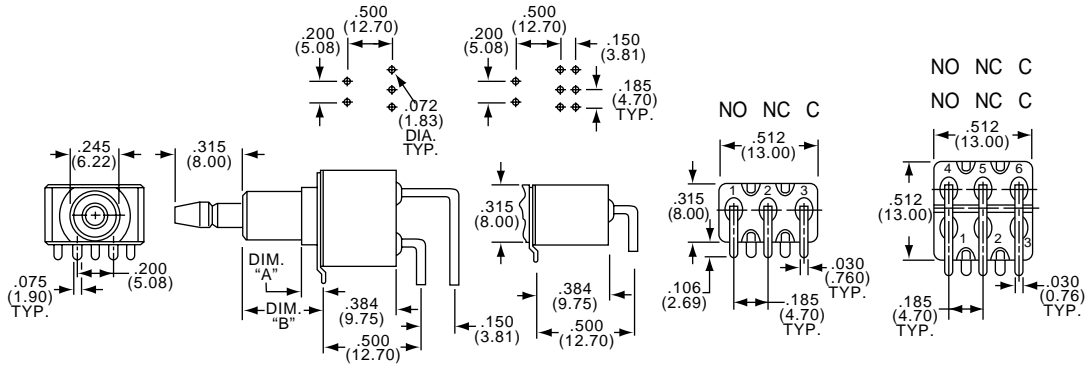 .500
(12.70)
.200
(5.08)
.072
(1.83)
DIA.
TYP.
.500
(12.70)
.200
(5.08)
.150
(3.81)
.185
(4.70)
TYP.
NO NC C
NO NC C
NO NC C
.245
(6.22)
.315
(8.00)
.075
(1.90)
TYP.
.200
(5.08)
DIM.
"A"
DIM.
"B"
.384
(9.75)
.500
(12.70)
.150
(3.81)
.315
(8.00)
.384
(9.75)
.500
(12.70)
.512
(13.00)
.315
(8.00)
1 2 3
.106
(2.69)
.030
(.760)
TYP.
.185
(4.70)
TYP.
.512
(13.00)
.512
(13.00)
4 5 6
1 2 3
.185
(4.70)
TYP.
.030
(0.76)
TYP.